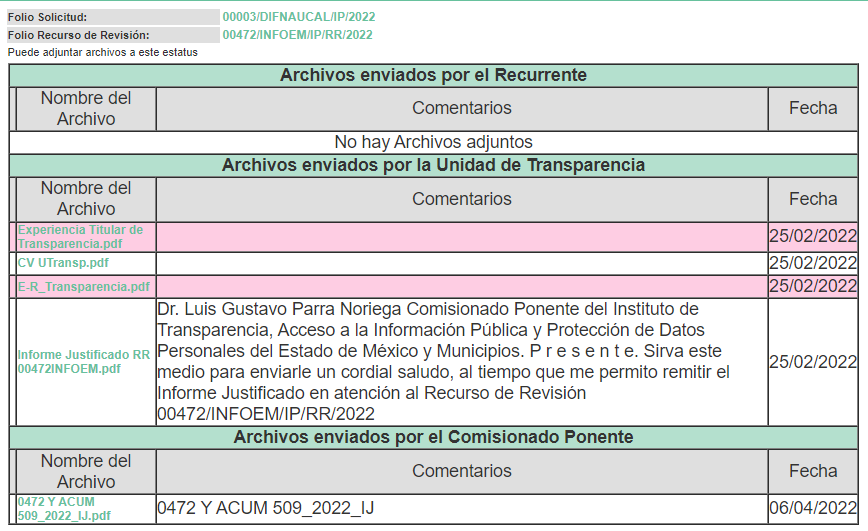 Folio Solicitud: 00003/DIFNAUCAL/IP/2022
Folio Recurso de Revisión: 00472/INFOEM/IP/RR/2022
Puede adjuntar archivos a este estatus
Archivos enviados por el Recurrente
Nombre del
Archivo
Comentarios
Fecha
No hay Archivos adjuntos
Archivos enviados por la Unidad de Transparencia
Nombre del
Archivo
Comentarios
Fecha
Experiencia Titular de
Transparencia.pdf
25/02/2022
CV UTransp.pdf
25/02/2022
E-R_Transparencia.pdf
25/02/2022
Informe Justificado RR
00472INFOEM.pdf
Dr. Luis Gustavo Parra Noriega Comisionado Ponente del Instituto de
Transparencia, Acceso a la Información Pública y Protección de Datos
Personales del Estado de México y Municipios. P r e s e n t e. Sirva este
medio para enviarle un cordial saludo, al tiempo que me permito remitir el
Informe Justificado en atención al Recurso de Revisión
00472/INFOEM/IP/RR/2022
25/02/2022
Archivos enviados por el Comisionado Ponente
Nombre del
Archivo
Comentarios
Fecha
0472 Y ACUM
509_2022_IJ.pdf
0472 Y ACUM 509_2022_IJ
06/04/2022